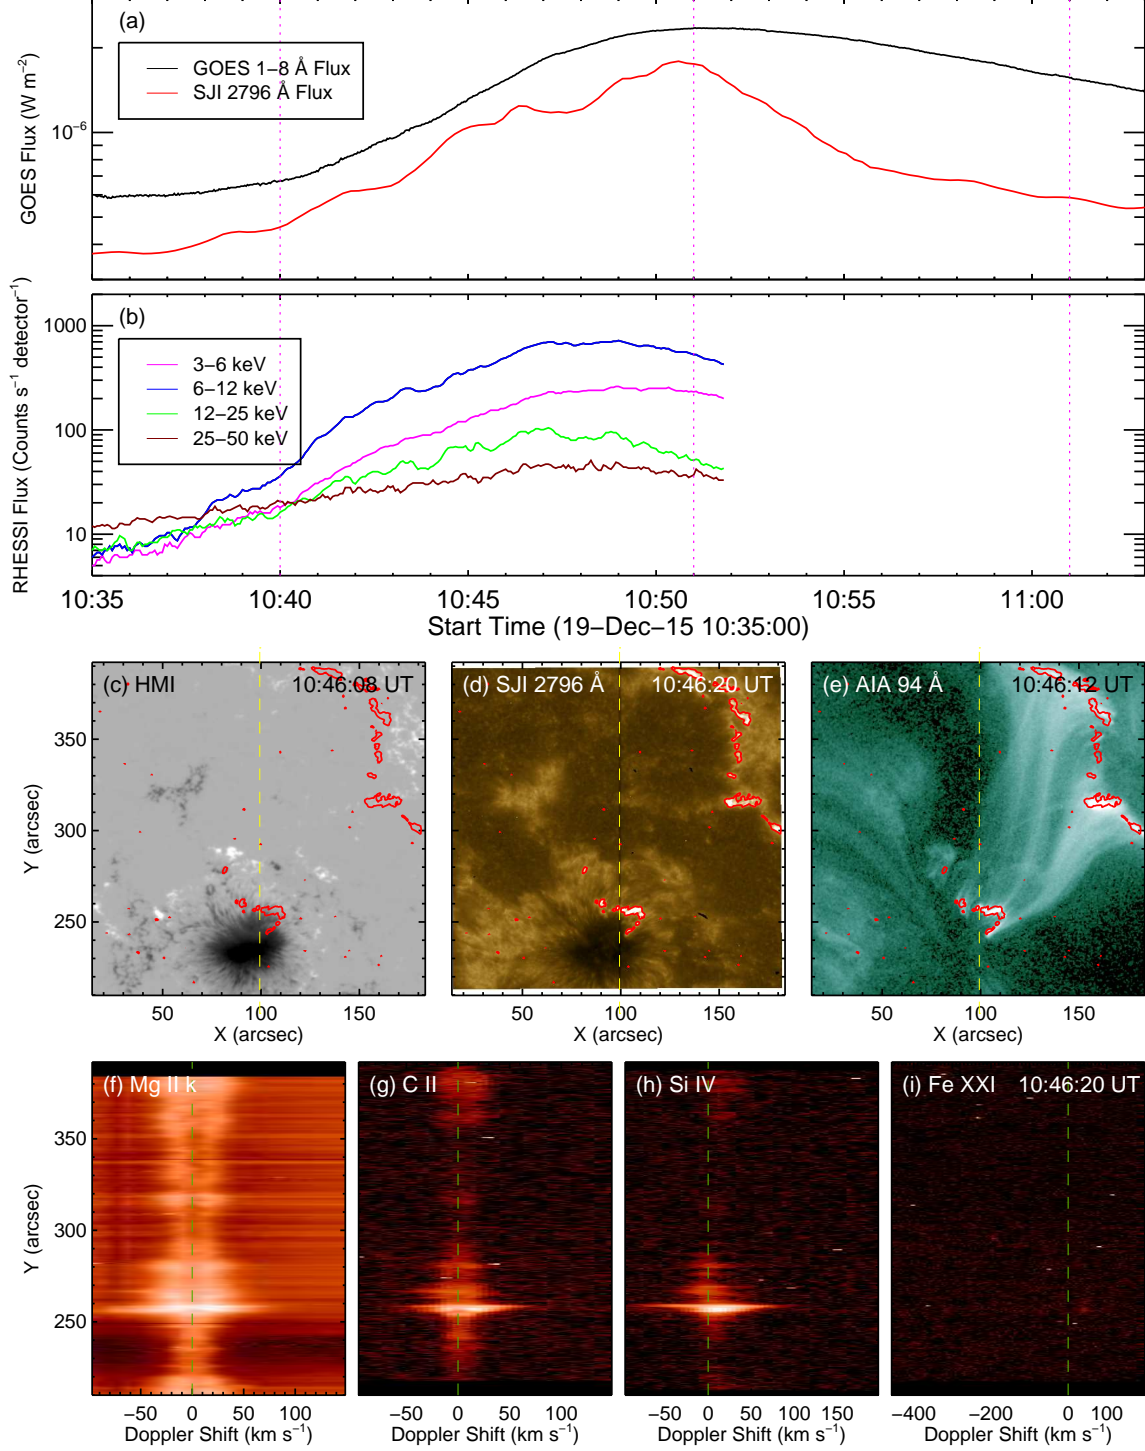 (a)
GOES 1−8 Å Flux
SJI 2796 Å Flux
GOES Flux (W m⁻²)
10⁻⁶
(b)
3−6 keV
6−12 keV
12−25 keV
25−50 keV
RHESSI Flux (Counts s⁻¹ detector⁻¹)
1000
100
10
10:35 10:40 10:45 10:50 10:55 11:00
Start Time (19−Dec−15 10:35:00)
(c) HMI 10:46:08 UT
(d) SJI 2796 Å 10:46:20 UT
(e) AIA 94 Å 10:46:12 UT
Y (arcsec)
350
300
250
50 100 150
50 100 150
50 100 150
X (arcsec)
X (arcsec)
X (arcsec)
(f) Mg II k
(g) C II
(h) Si IV
(i) Fe XXI 10:46:20 UT
Y (arcsec)
350
300
250
−50 0 50 100
−50 0 50 100
−50 0 50 100 150
−400 −200 0
Doppler Shift (km s⁻¹)
Doppler Shift (km s⁻¹)
Doppler Shift (km s⁻¹)
Doppler Shift (km s⁻¹)